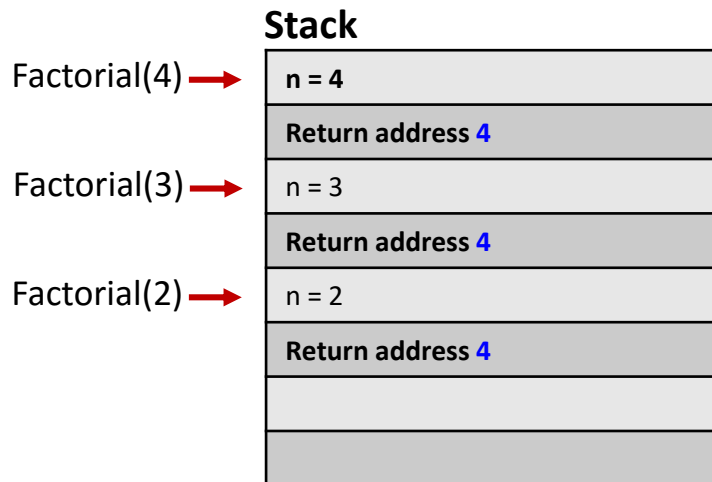 Stack
Factorial(4)
n = 4
Return address 4
Factorial(3)
n = 3
Return address 4
Factorial(2)
n = 2
Return address 4